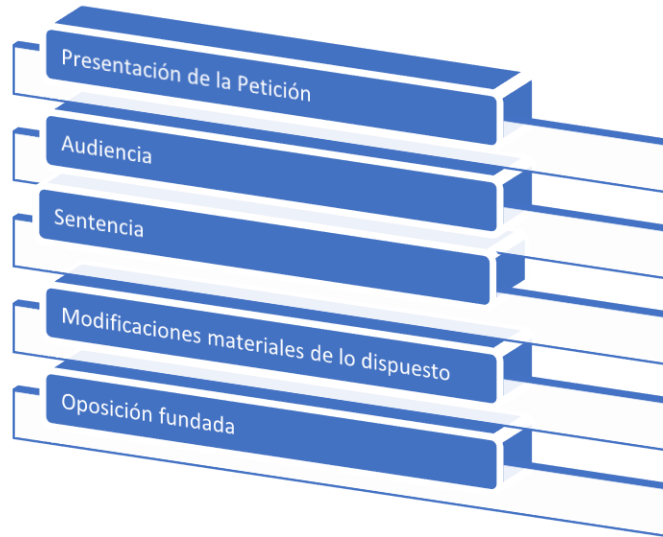 Presentación de la Petición
Audiencia
Sentencia
Modificaciones materiales de lo dispuesto
Oposición fundada